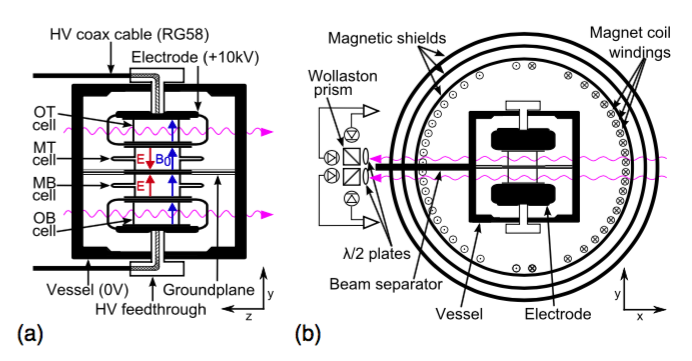 HV coax cable (RG58)
Electrode (+10kV)
OT
cell
MT
cell
MB
cell
OB
cell
E
B0
E
Vessel (0V)
Groundplane
HV feedthrough
y
z
(a)
Magnetic shields
Magnet coil
windings
Wollaston
prism
λ/2 plates
Beam separator
Vessel
Electrode
y
x
(b)